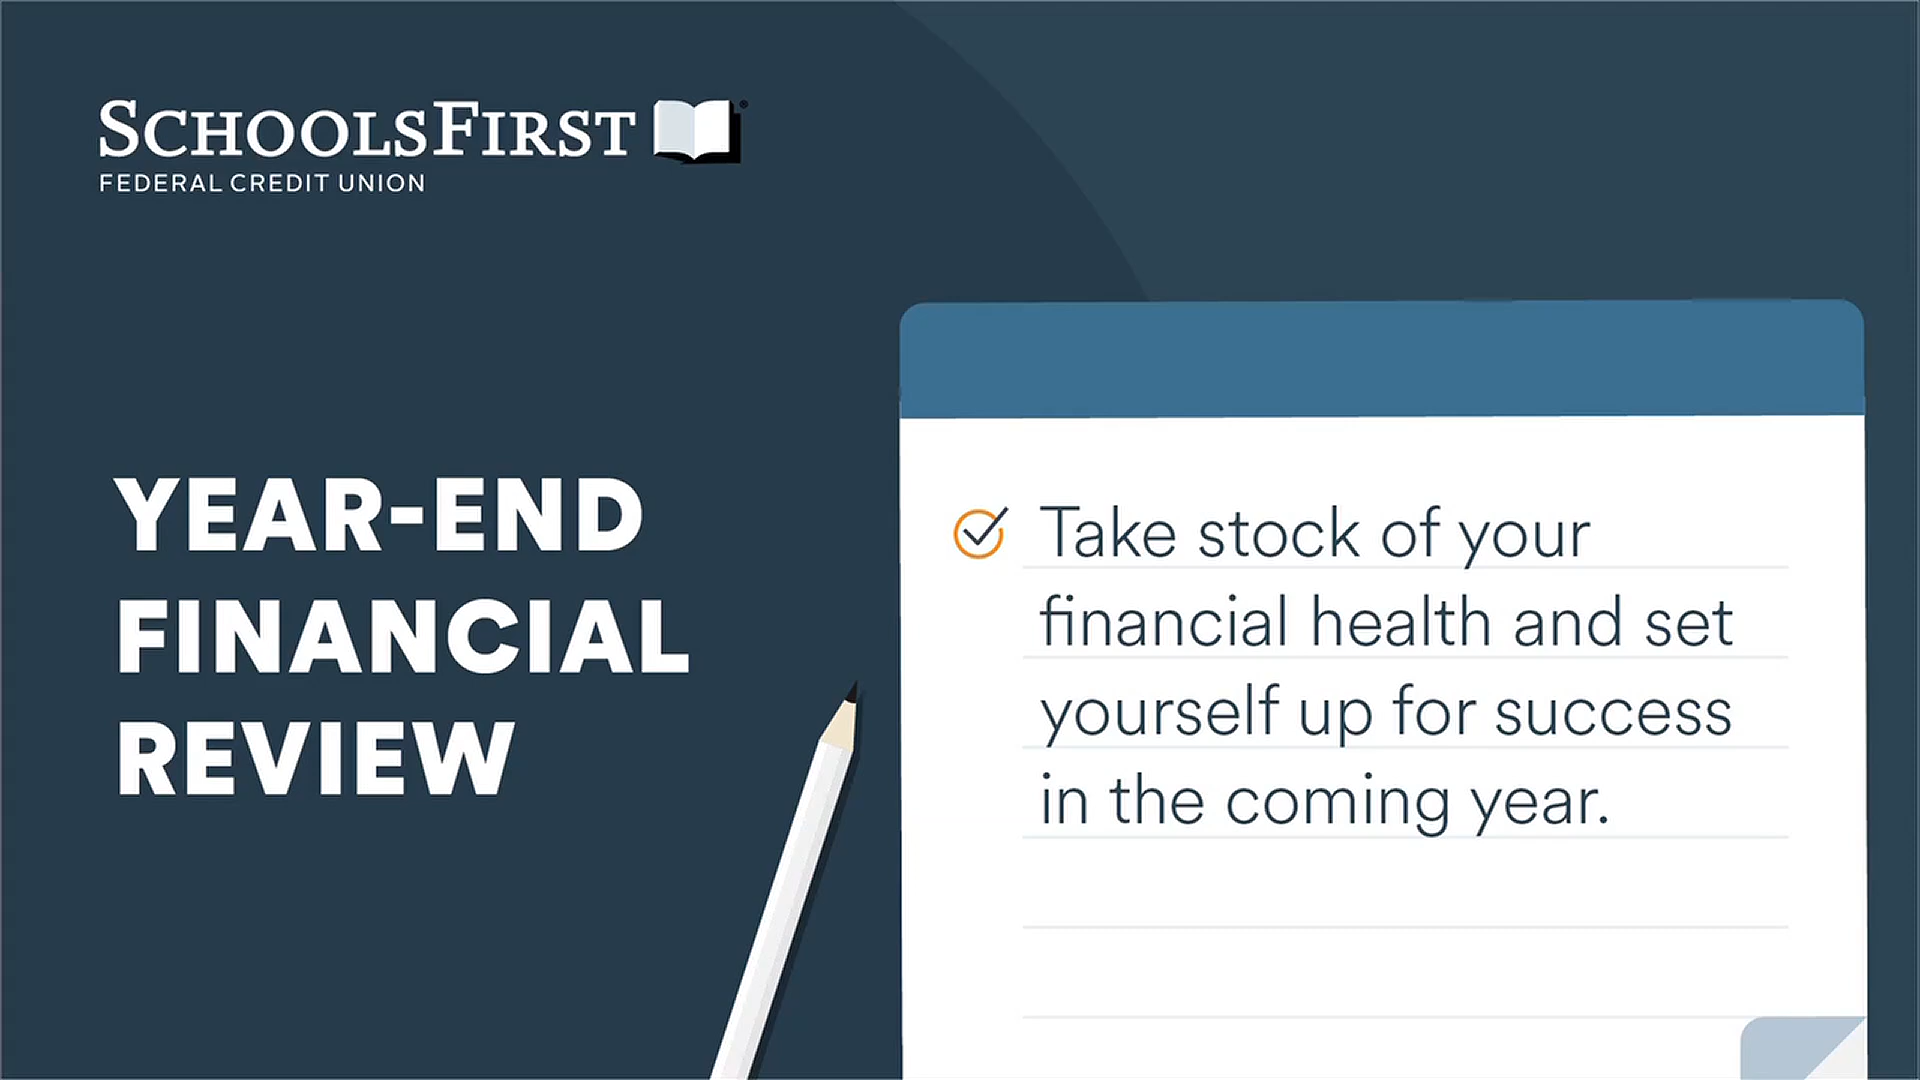 SCHOOLSFIRST
FEDERAL CREDIT UNION
YEAR-END
FINANCIAL
REVIEW
Take stock of your
financial health and set
yourself up for success
in the coming year.